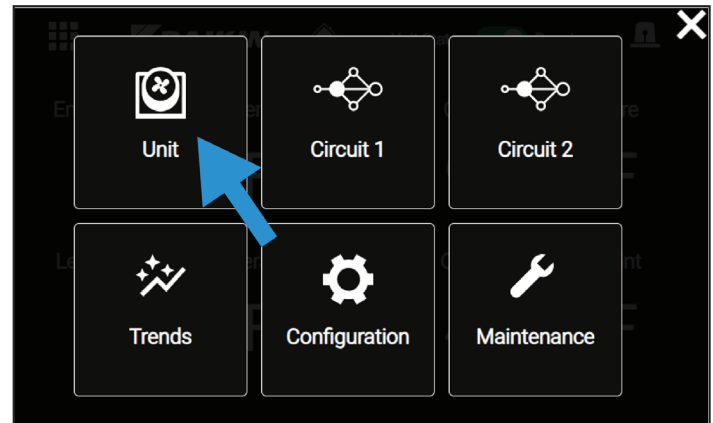 Unit
Circuit 1
Circuit 2
Trends
Configuration
Maintenance